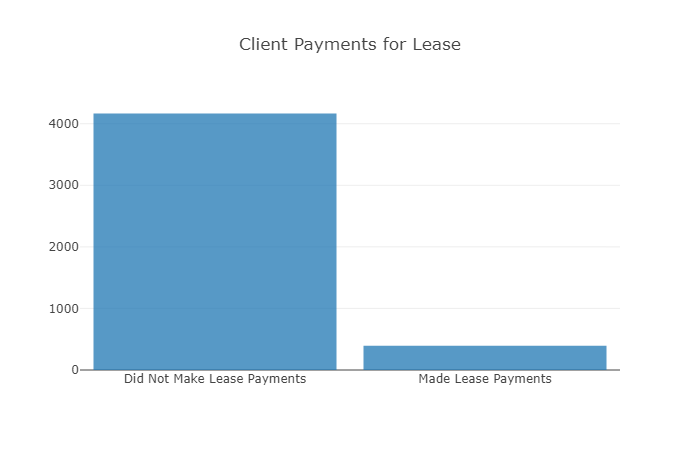 Client Payments for Lease
4000
3000
2000
1000
0
Did Not Make Lease Payments
Made Lease Payments